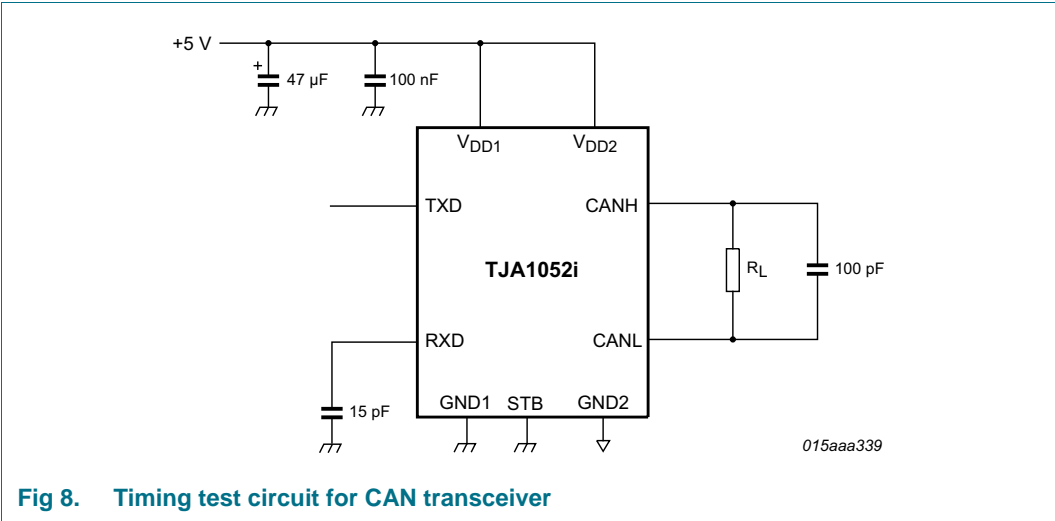 +5 V
+
47 μF
100 nF
VDD1
VDD2
TXD
CANH
TJA1052i
RL
100 pF
RXD
CANL
15 pF
GND1
STB
GND2
015aaa339
Fig 8. Timing test circuit for CAN transceiver